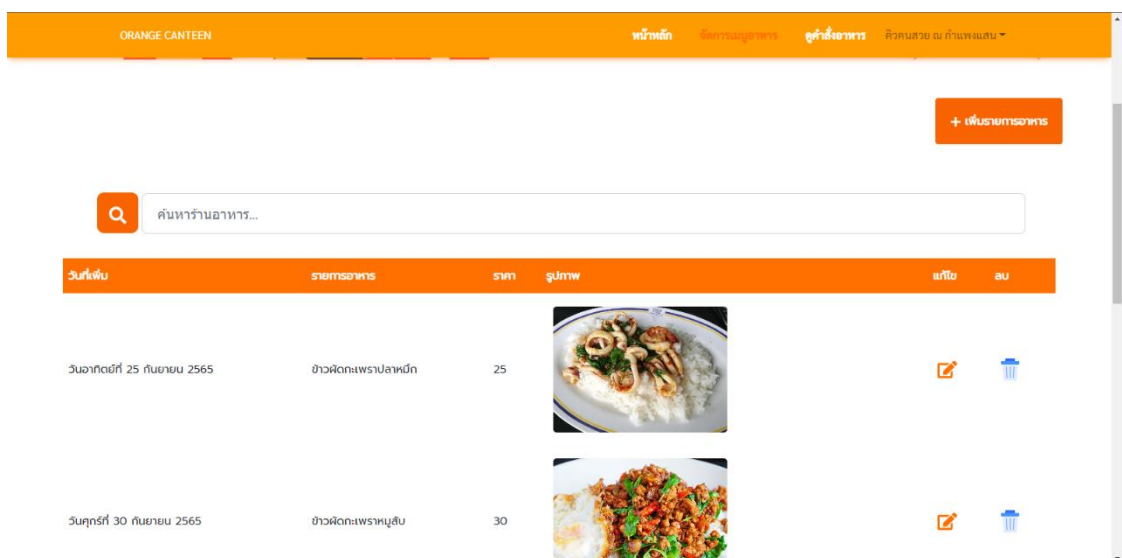 ORANGE CANTEEN หน้าหลัก จัดการเมนูอาหาร ดูคำสั่งอาหาร คิวคนสวย ณ กำแพงแสน
+ เพิ่มรายการอาหาร
ค้นหาร้านอาหาร...
วันที่เพิ่ม รายการอาหาร ราคา รูปภาพ แก้ไข ลบ
วันอาทิตย์ที่ 25 กันยายน 2565 ข้าวผัดกะเพราปลาหมึก 25
วันศุกร์ที่ 30 กันยายน 2565 ข้าวผัดกะเพราหมูสับ 30